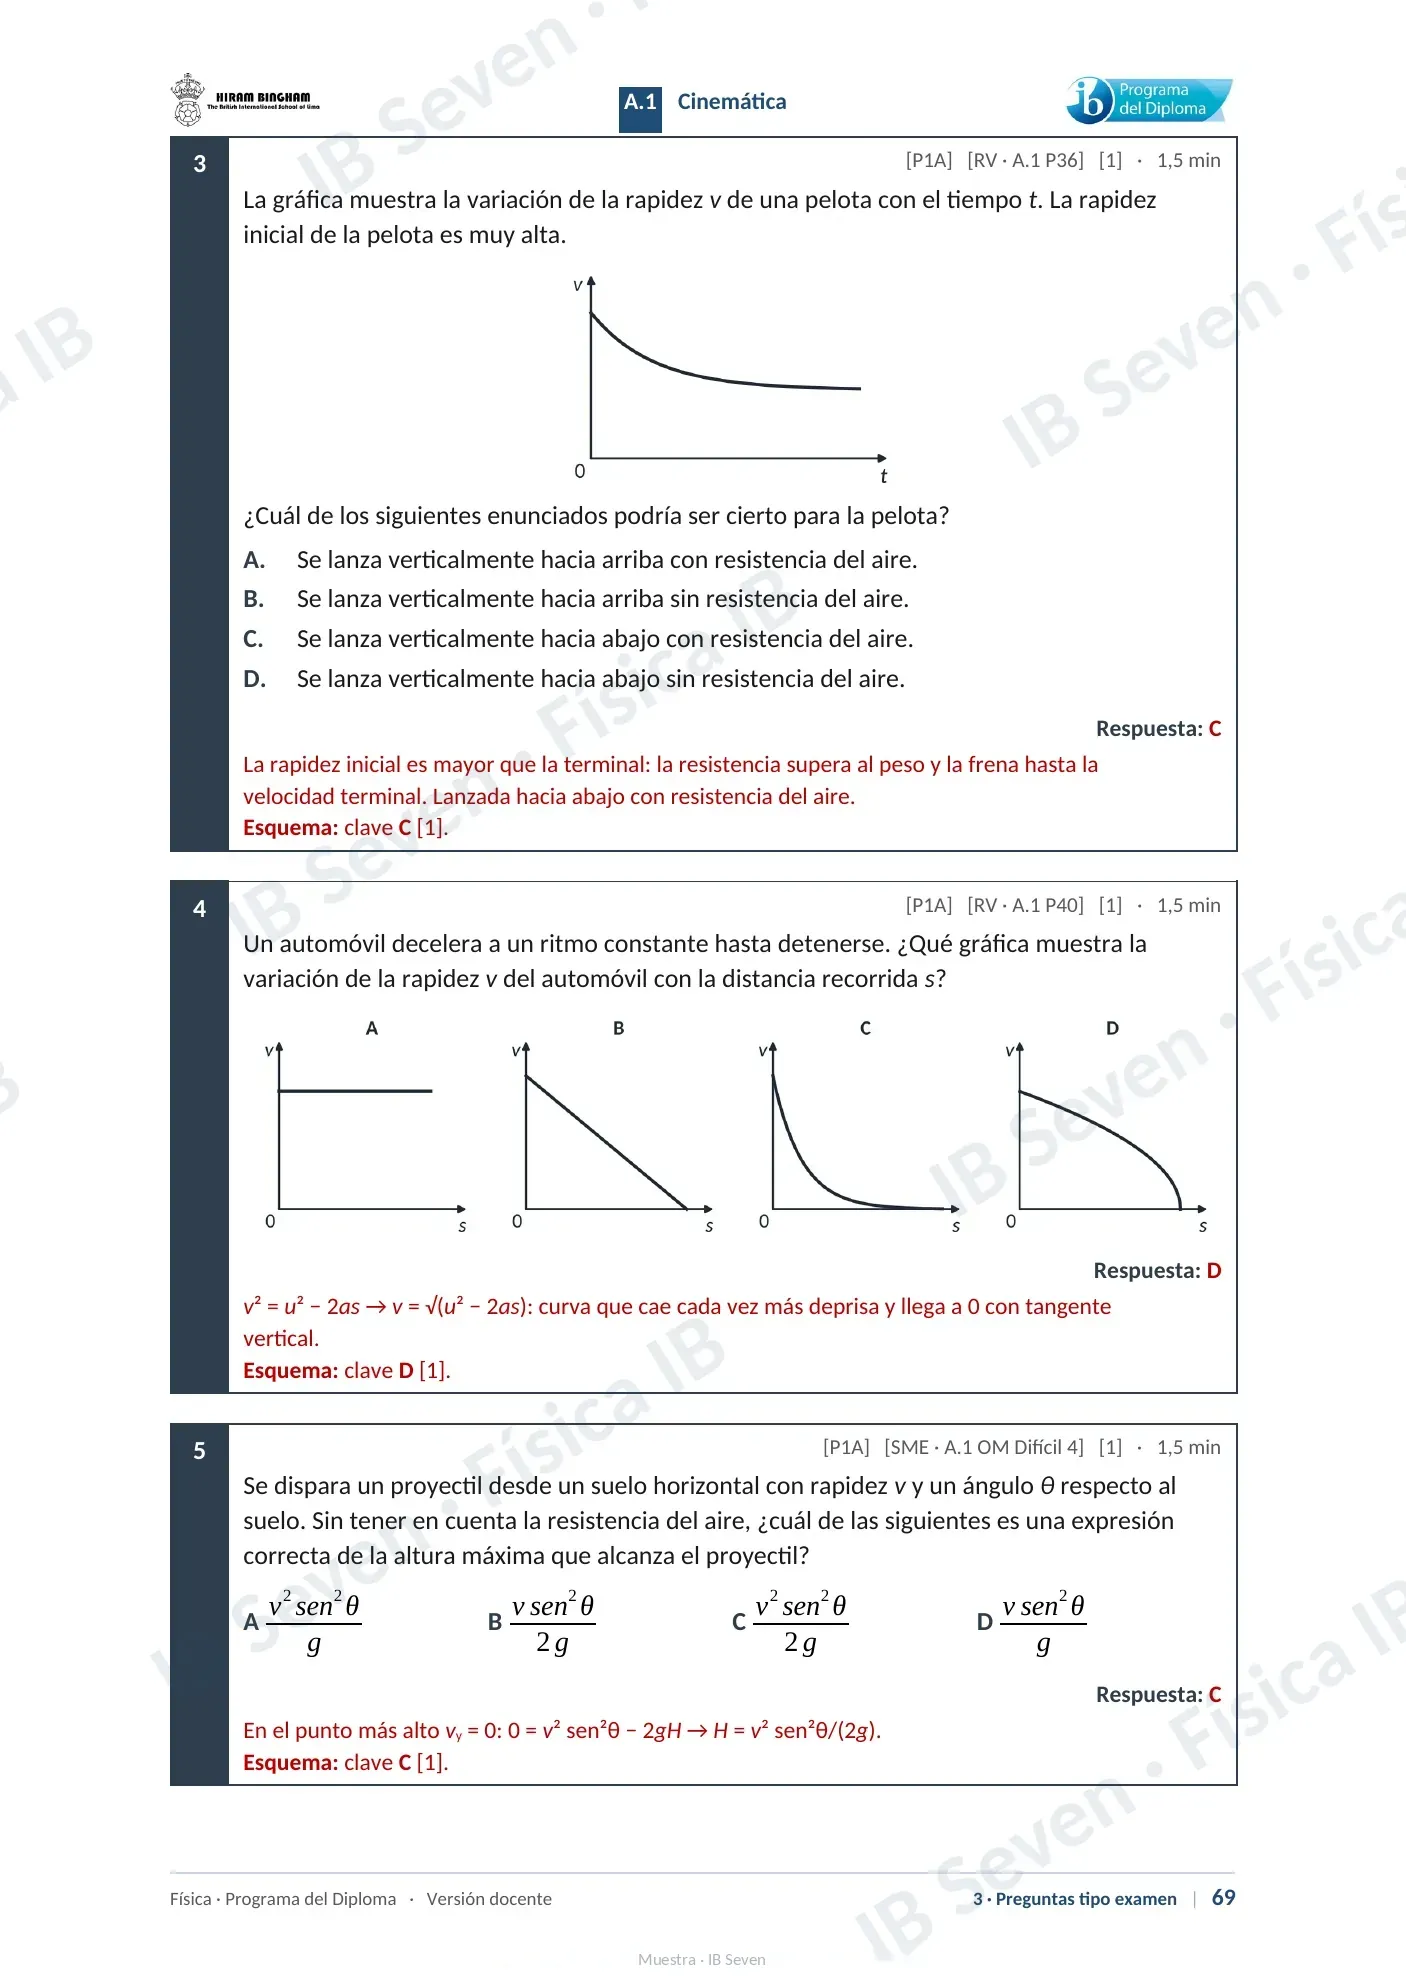 HIRAM BINGHAM
The British International School of Lima
A.1 Cinemática
ib Programa
del Diploma
3
[P1A] [RV · A.1 P36] [1] · 1,5 min
La gráfica muestra la variación de la rapidez v de una pelota con el tiempo t. La rapidez
inicial de la pelota es muy alta.
v
0
t
¿Cuál de los siguientes enunciados podría ser cierto para la pelota?
A. Se lanza verticalmente hacia arriba con resistencia del aire.
B. Se lanza verticalmente hacia arriba sin resistencia del aire.
C. Se lanza verticalmente hacia abajo con resistencia del aire.
D. Se lanza verticalmente hacia abajo sin resistencia del aire.
Respuesta: C
La rapidez inicial es mayor que la terminal: la resistencia supera al peso y la frena hasta la
velocidad terminal. Lanzada hacia abajo con resistencia del aire.
Esquema: clave C [1].
4
[P1A] [RV · A.1 P40] [1] · 1,5 min
Un automóvil decelera a un ritmo constante hasta detenerse. ¿Qué gráfica muestra la
variación de la rapidez v del automóvil con la distancia recorrida s?
A B C D
v v v v
0 s 0 s 0 s 0 s
Respuesta: D
v² = u² − 2as → v = √(u² − 2as): curva que cae cada vez más deprisa y llega a 0 con tangente
vertical.
Esquema: clave D [1].
5
[P1A] [SME · A.1 OM Difícil 4] [1] · 1,5 min
Se dispara un proyectil desde un suelo horizontal con rapidez v y un ángulo θ respecto al
suelo. Sin tener en cuenta la resistencia del aire, ¿cuál de las siguientes es una expresión
correcta de la altura máxima que alcanza el proyectil?
A v² sen² θ / g B v sen² θ / 2 g C v² sen² θ / 2 g D v sen² θ / g
Respuesta: C
En el punto más alto vᵧ = 0: 0 = v² sen²θ − 2gH → H = v² sen²θ/(2g).
Esquema: clave C [1].
Física · Programa del Diploma · Versión docente
3 · Preguntas tipo examen | 69
Muestra · IB Seven
IB Seven · Física IB